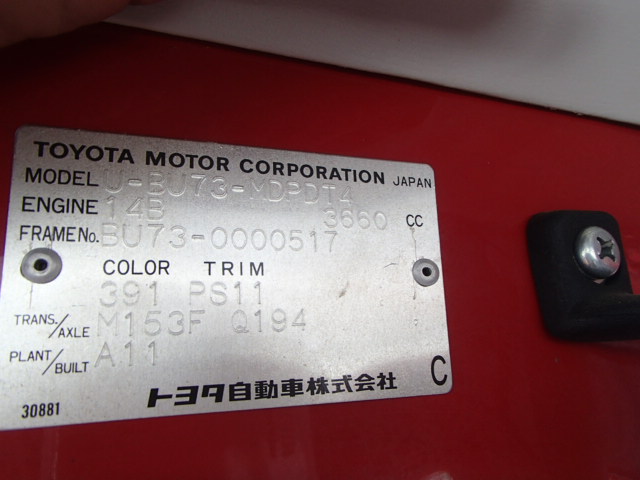 TOYOTA MOTOR CORPORATION
MODEL U-BU73-MDPDT4 JAPAN
ENGINE 14B 3660 CC
FRAME No. BU73-0000517
COLOR TRIM
391 PS11
TRANS./AXLE M153F Q194
PLANT/BUILT A11
トヨタ自動車株式会社 C
30881